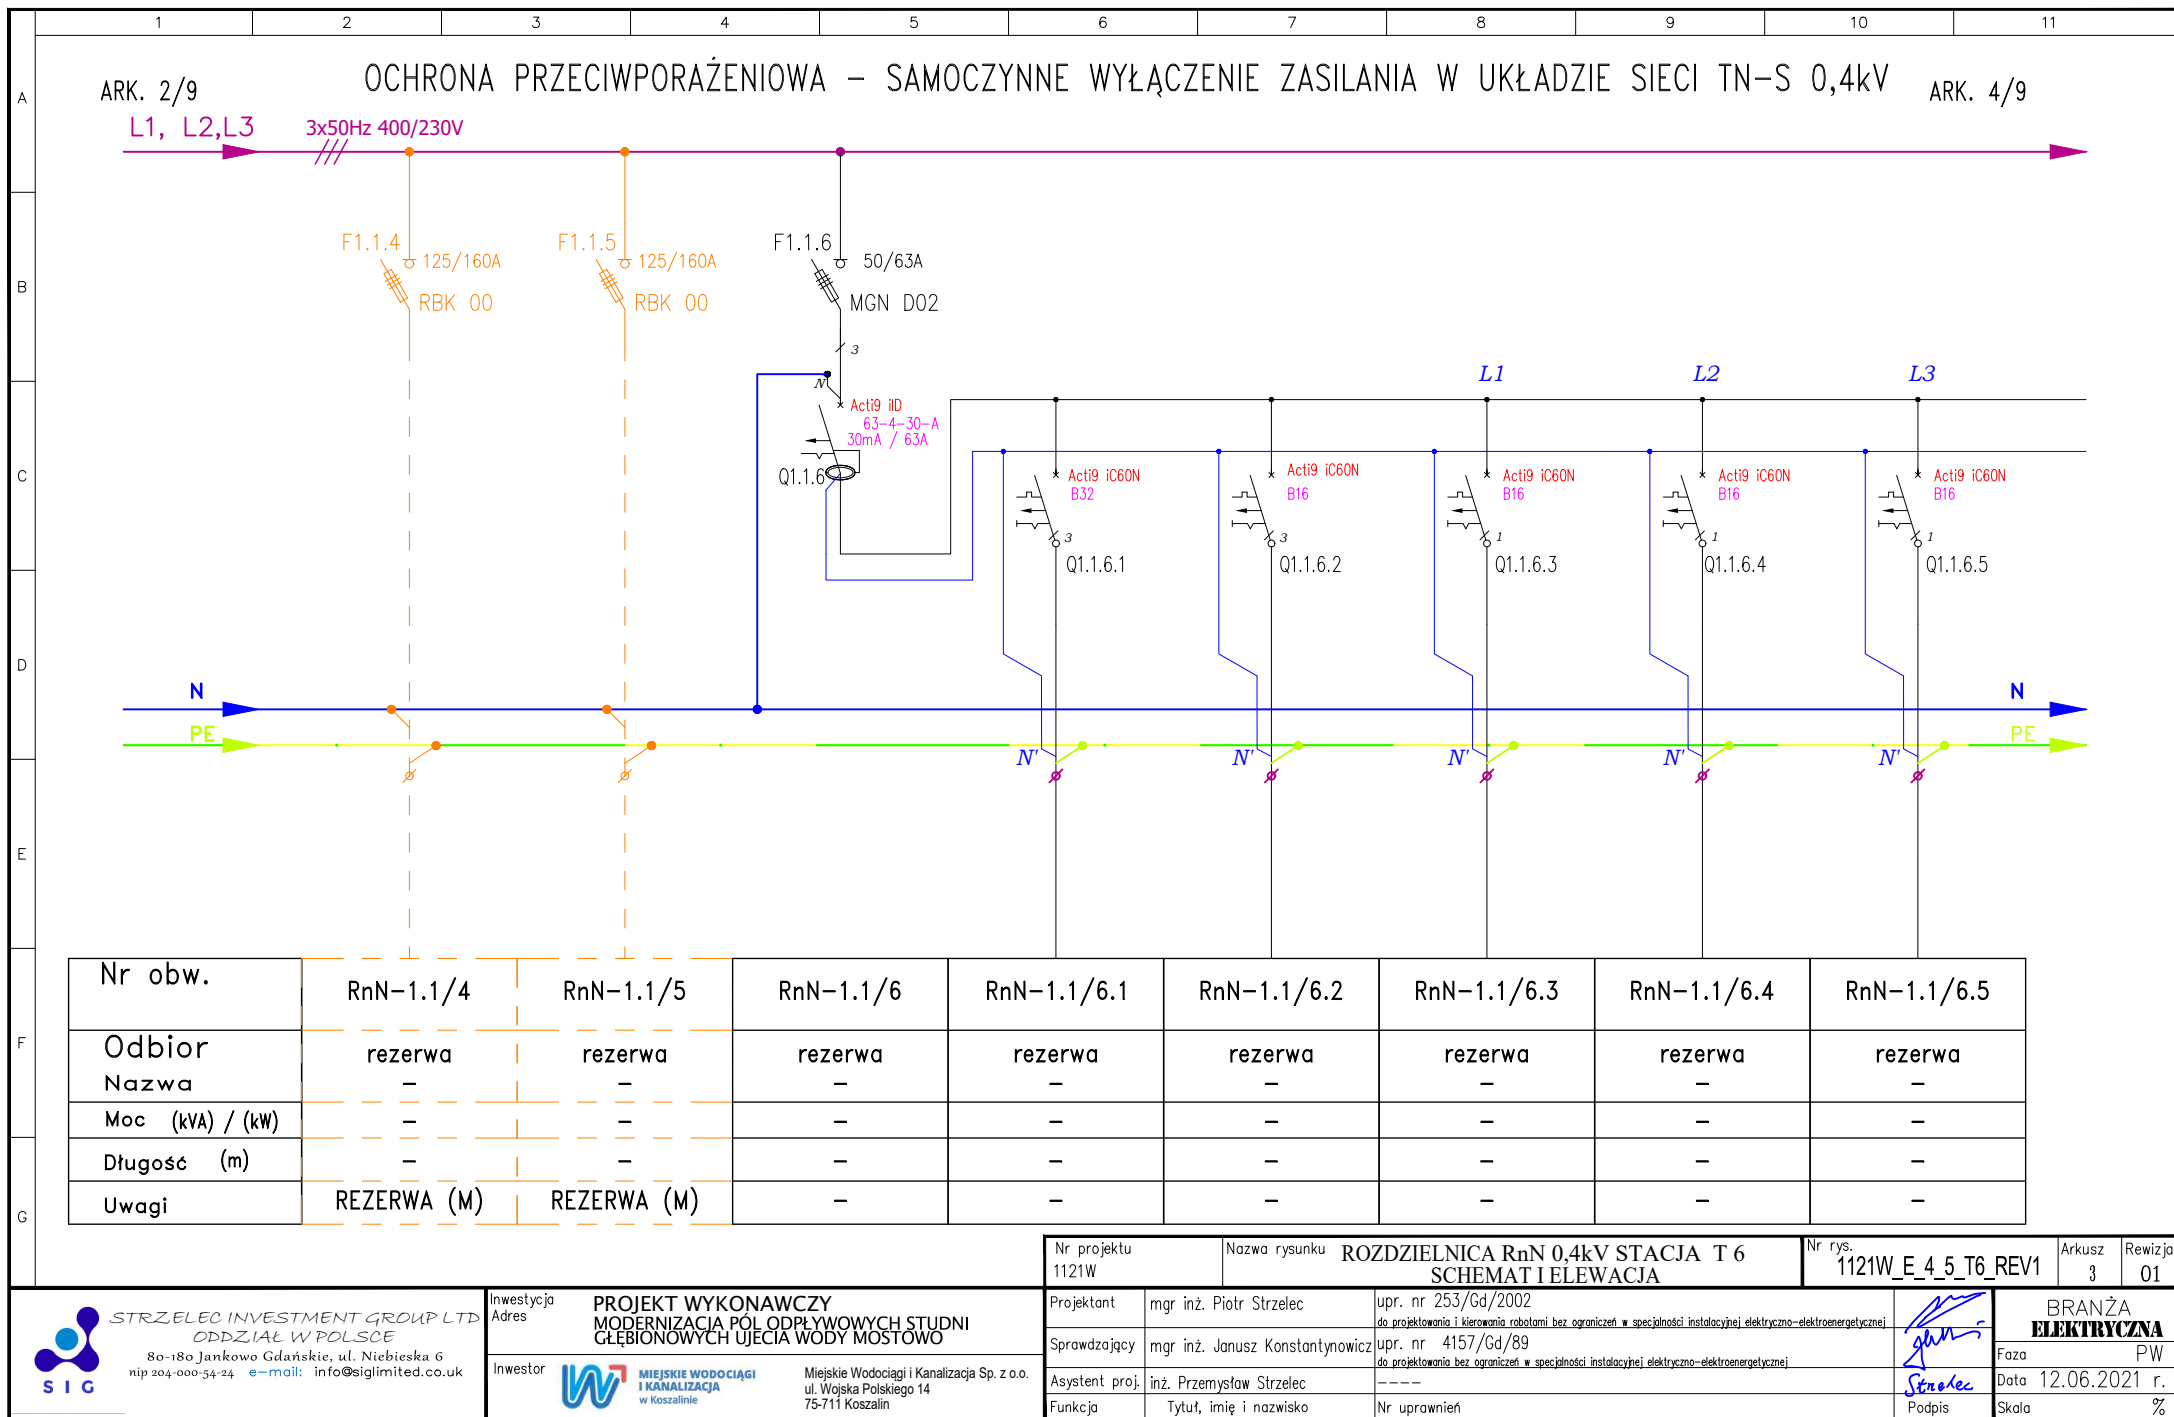 1 2 3 4 5 6 7 8 9 10 11
A
B
C
D
E
F
G
ARK. 2/9
OCHRONA PRZECIWPORAŻENIOWA – SAMOCZYNNE WYŁĄCZENIE ZASILANIA W UKŁADZIE SIECI TN-S 0,4kV
ARK. 4/9
L1, L2,L3
3x50Hz 400/230V
F1.1.4
125/160A
RBK 00
F1.1.5
125/160A
RBK 00
F1.1.6
50/63A
MGN D02
3
N
Acti9 iID
63-4-30-A
30mA / 63A
Q1.1.6
L1
L2
L3
Acti9 iC60N
B32
3
Q1.1.6.1
Acti9 iC60N
B16
3
Q1.1.6.2
Acti9 iC60N
B16
1
Q1.1.6.3
Acti9 iC60N
B16
1
Q1.1.6.4
Acti9 iC60N
B16
1
Q1.1.6.5
N
N
PE
PE
N' N' N' N' N'
Nr obw. RnN-1.1/4 RnN-1.1/5 RnN-1.1/6 RnN-1.1/6.1 RnN-1.1/6.2 RnN-1.1/6.3 RnN-1.1/6.4 RnN-1.1/6.5
Odbior rezerwa rezerwa rezerwa rezerwa rezerwa rezerwa rezerwa rezerwa
Nazwa – – – – – – – –
Moc (kVA) / (kW) – – – – – – – –
Długość (m) – – – – – – – –
Uwagi REZERWA (M) REZERWA (M) – – – – – –
Nr projektu
1121W
Nazwa rysunku
ROZDZIELNICA RnN 0,4kV STACJA T 6
SCHEMAT I ELEWACJA
Nr rys.
1121W_E_4_5_T6_REV1
Arkusz
3
Rewizja
01
SIG
STRZELEC INVESTMENT GROUP LTD
ODDZIAŁ W POLSCE
80-180 Jankowo Gdańskie, ul. Niebieska 6
nip 204-000-54-24 e-mail: info@siglimited.co.uk
Inwestycja
Adres
PROJEKT WYKONAWCZY
MODERNIZACJA PÓL ODPŁYWOWYCH STUDNI
GŁĘBIONOWYCH UJECIA WODY MOSTOWO
Inwestor
MIEJSKIE WODOCIĄGI
I KANALIZACJA
w Koszalinie
Miejskie Wodociągi i Kanalizacja Sp. z o.o.
ul. Wojska Polskiego 14
75-711 Koszalin
Projektant mgr inż. Piotr Strzelec upr. nr 253/Gd/2002
do projektowania i kierowania robotami bez ograniczeń w specjalności instalacyjnej elektryczno-elektroenergetycznej
Sprawdzający mgr inż. Janusz Konstantynowicz upr. nr 4157/Gd/89
do projektowania bez ograniczeń w specjalności instalacyjnej elektryczno-elektroenergetycznej
Asystent proj. inż. Przemysław Strzelec ---- Strzelec
Funkcja Tytuł, imię i nazwisko Nr uprawnień Podpis
BRANŻA
ELEKTRYCZNA
Faza PW
Data 12.06.2021 r.
Skala %